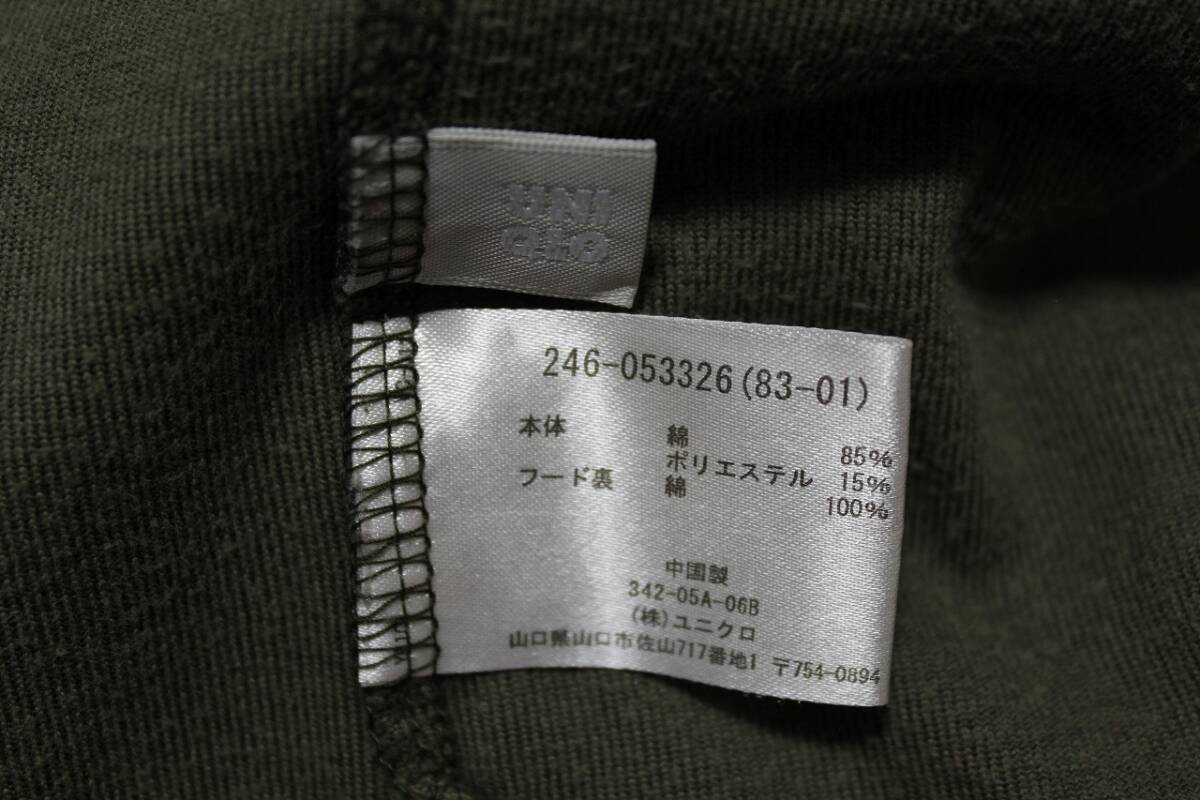 UNI
QLO
246-053326(83-01)
本体 綿 85%
ポリエステル 15%
フード裏 綿 100%
中国製
342-05A-06B
(株)ユニクロ
山口県山口市佐山717番地1 〒754-0894